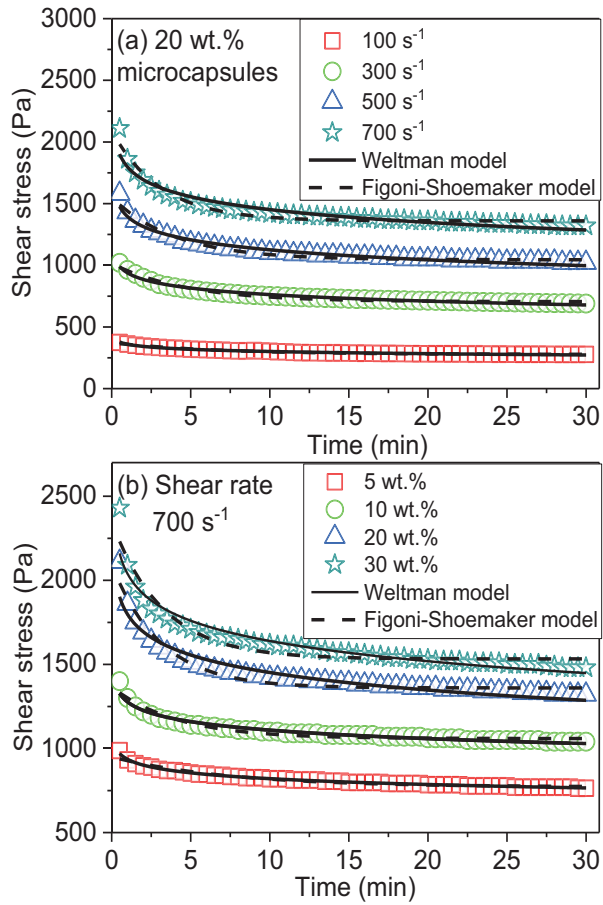 (a) 20 wt.%
microcapsules
100 s⁻¹
300 s⁻¹
500 s⁻¹
700 s⁻¹
Weltman model
Figoni-Shoemaker model
Shear stress (Pa)
3000
2500
2000
1500
1000
500
0
0 5 10 15 20 25 30
Time (min)
(b) Shear rate
700 s⁻¹
5 wt.%
10 wt.%
20 wt.%
30 wt.%
Weltman model
Figoni-Shoemaker model
Shear stress (Pa)
2500
2000
1500
1000
500
0 5 10 15 20 25 30
Time (min)